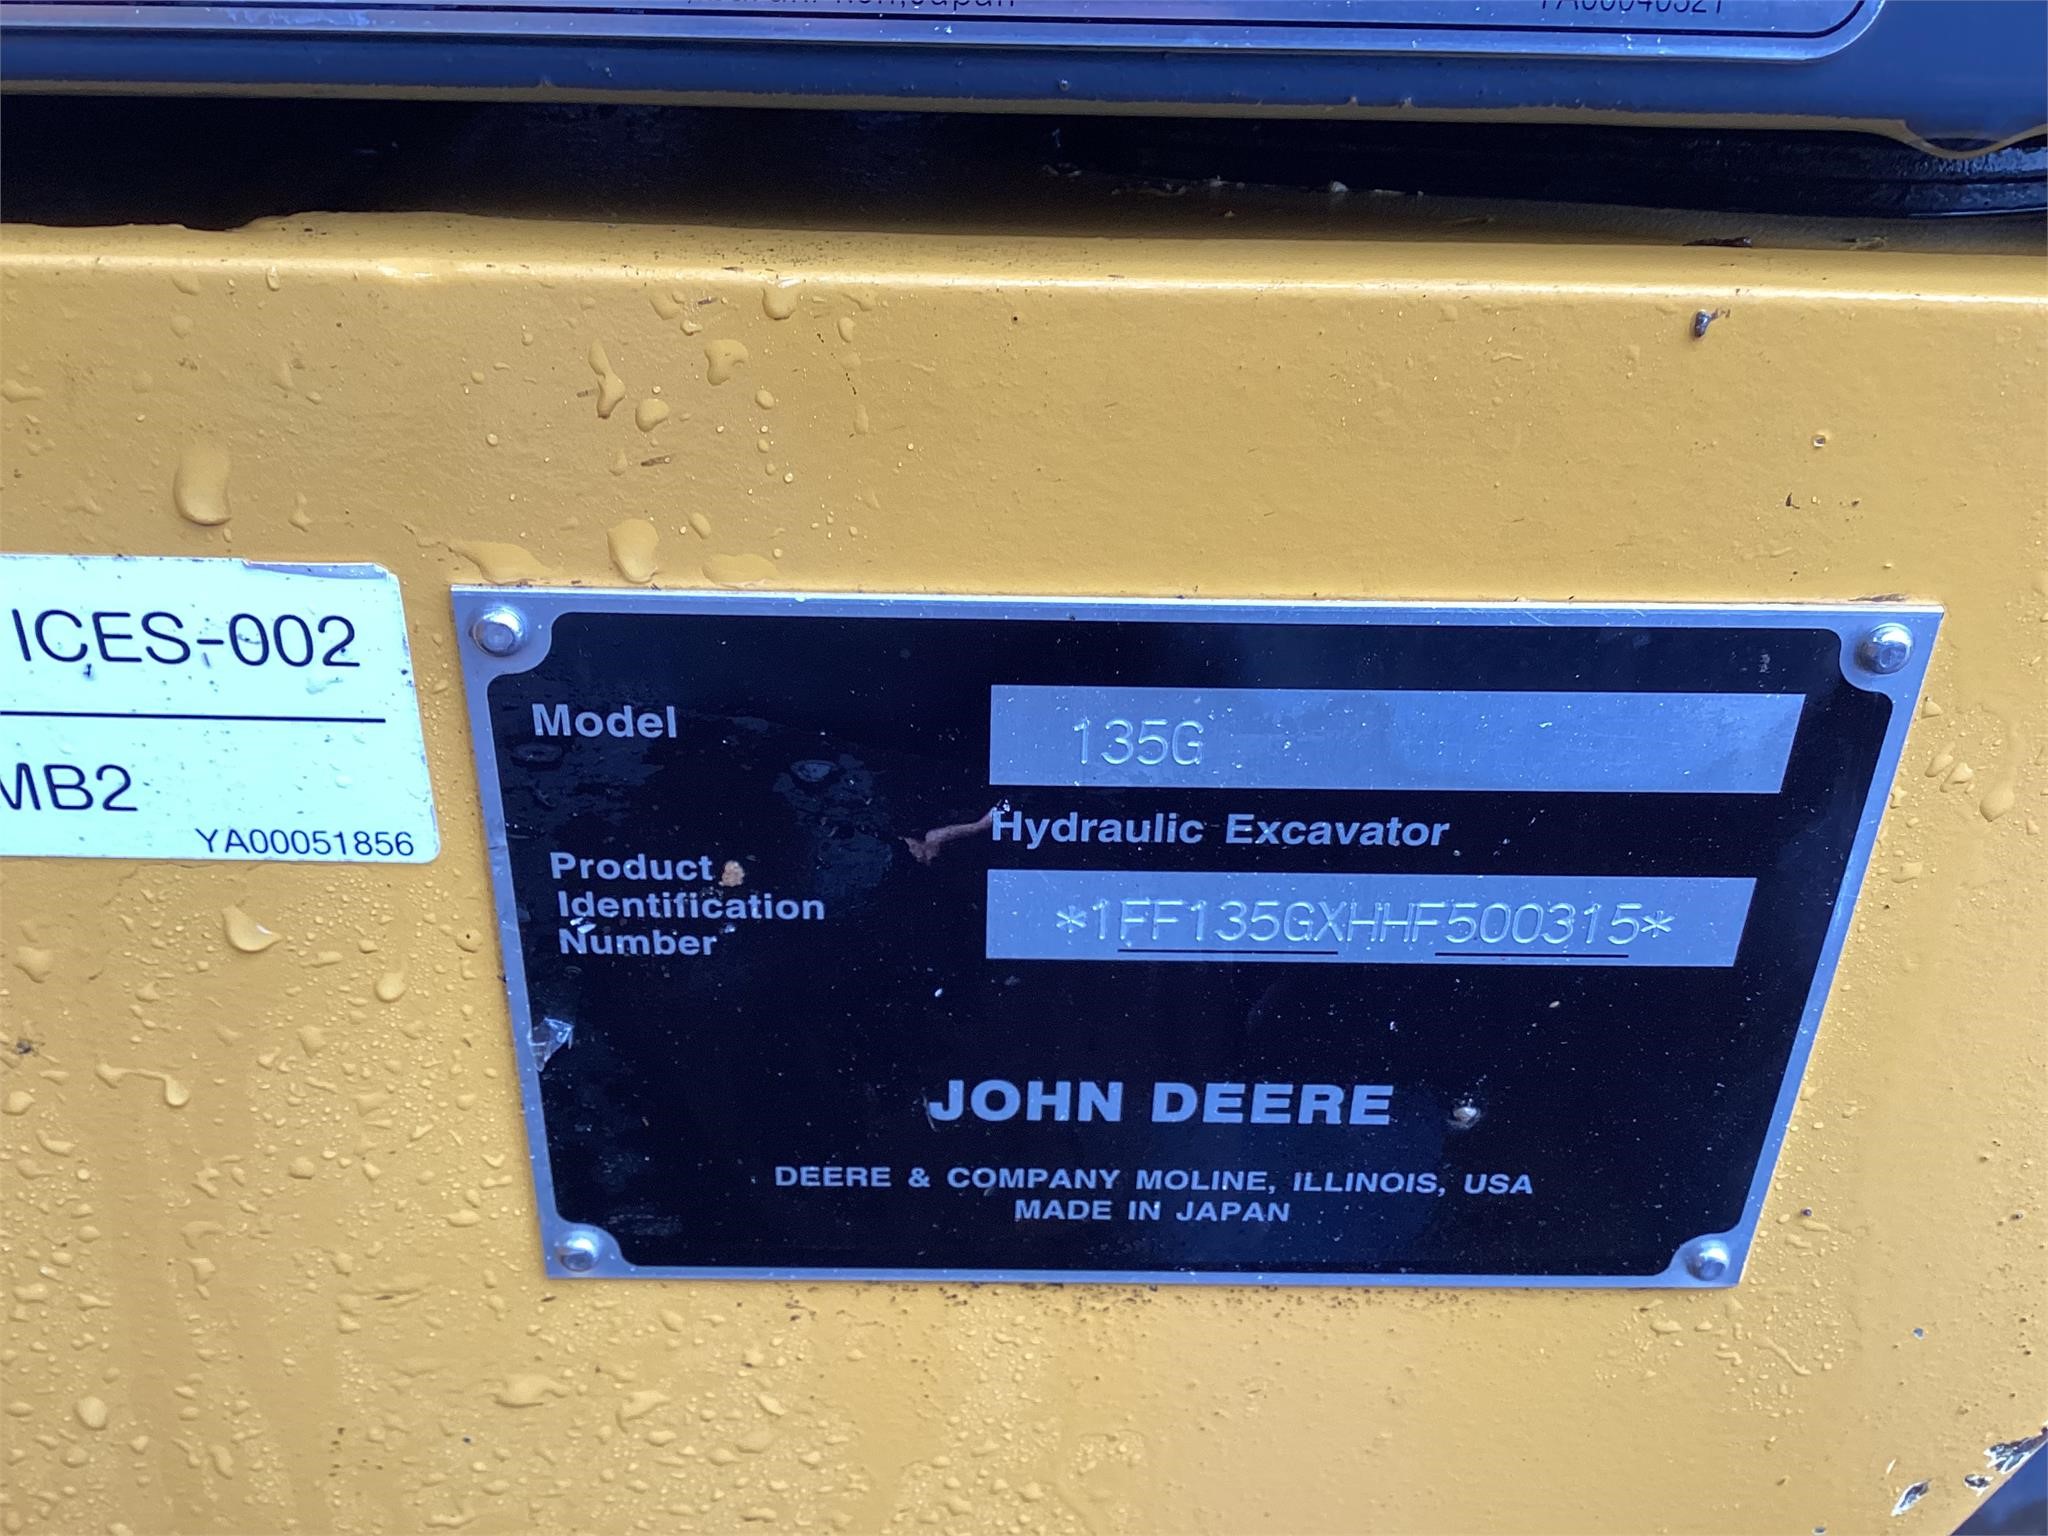 YA00040321
ICES-002
MB2
YA00051856
Model
135G
Hydraulic Excavator
Product
Identification
Number
*1FF135GXHHF500315*
JOHN DEERE
DEERE & COMPANY MOLINE, ILLINOIS, USA
MADE IN JAPAN